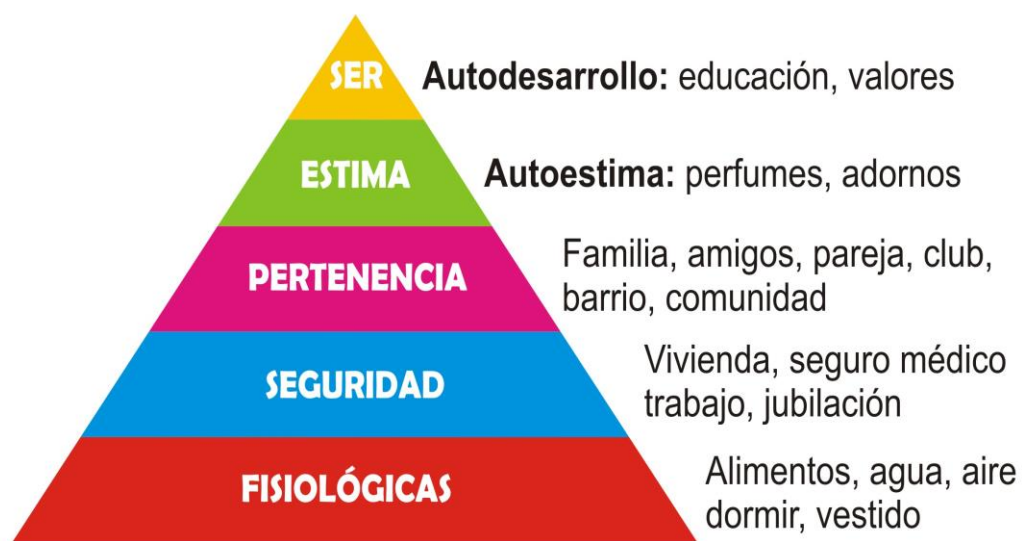 SER
Autodesarrollo: educación, valores
ESTIMA
Autoestima: perfumes, adornos
PERTENENCIA
Familia, amigos, pareja, club,
barrio, comunidad
SEGURIDAD
Vivienda, seguro médico
trabajo, jubilación
FISIOLÓGICAS
Alimentos, agua, aire
dormir, vestido